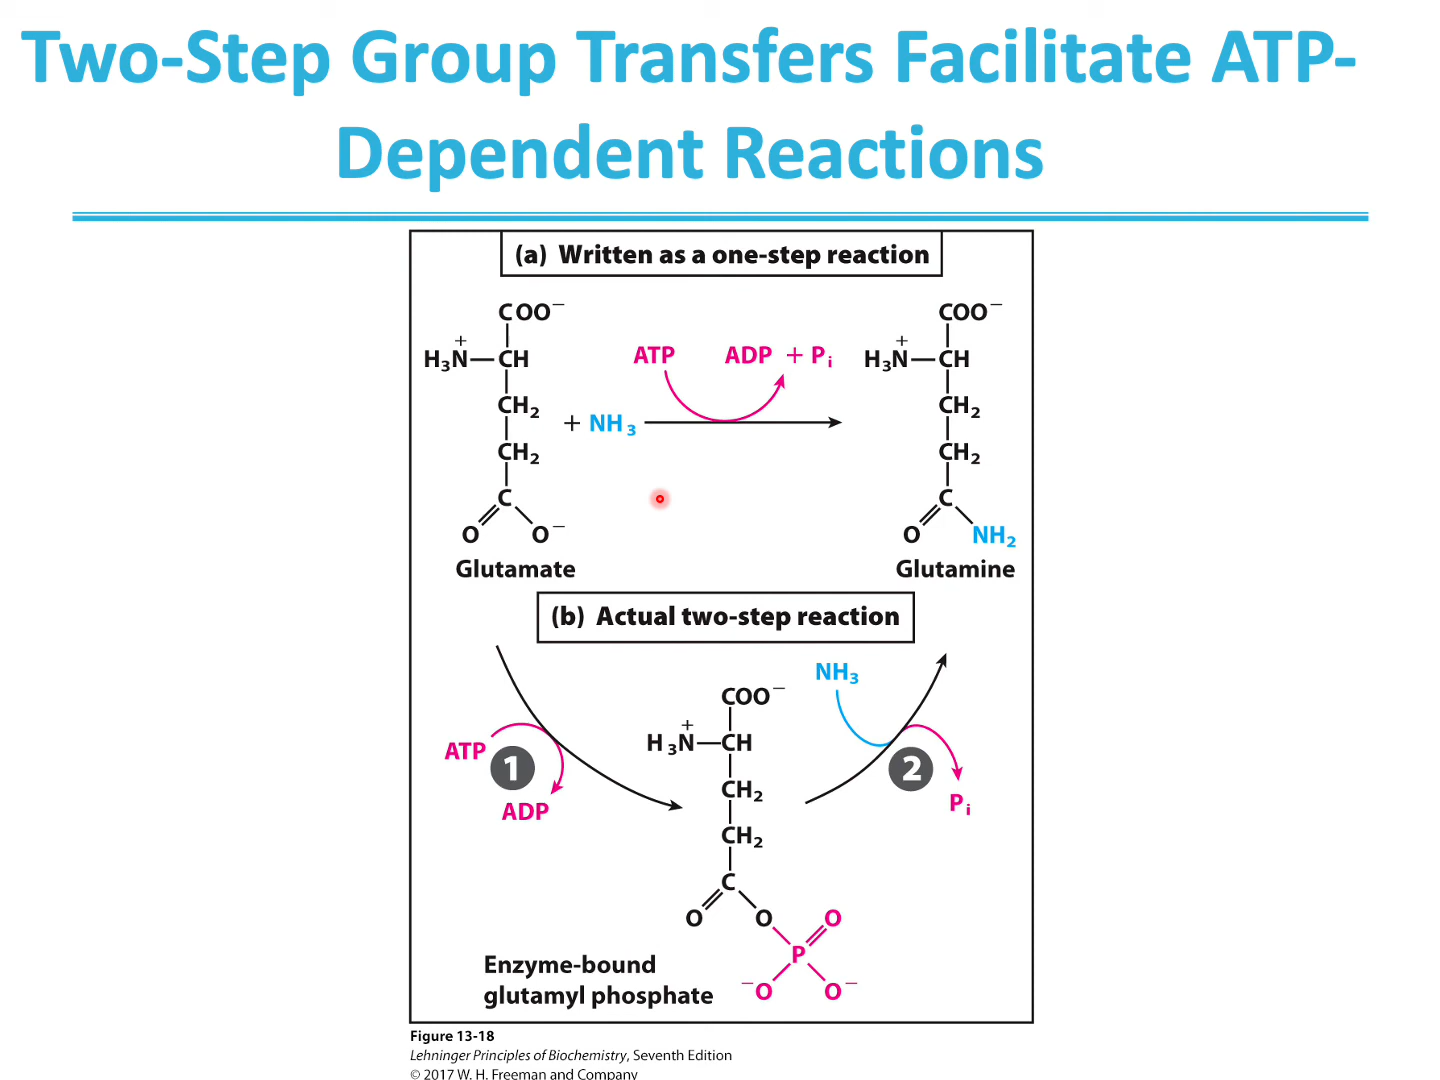 Two-Step Group Transfers Facilitate ATP-
Dependent Reactions
(a) Written as a one-step reaction
COO⁻
H₃N⁺—CH
CH₂
CH₂
C
O O⁻
Glutamate
+ NH₃
ATP ADP + Pᵢ
COO⁻
H₃N⁺—CH
CH₂
CH₂
C
O NH₂
Glutamine
(b) Actual two-step reaction
ATP
1
ADP
COO⁻
H₃N⁺—CH
CH₂
CH₂
C
O O O
P
⁻O O⁻
Enzyme-bound
glutamyl phosphate
NH₃
2
Pᵢ
Figure 13-18
Lehninger Principles of Biochemistry, Seventh Edition
© 2017 W. H. Freeman and Company